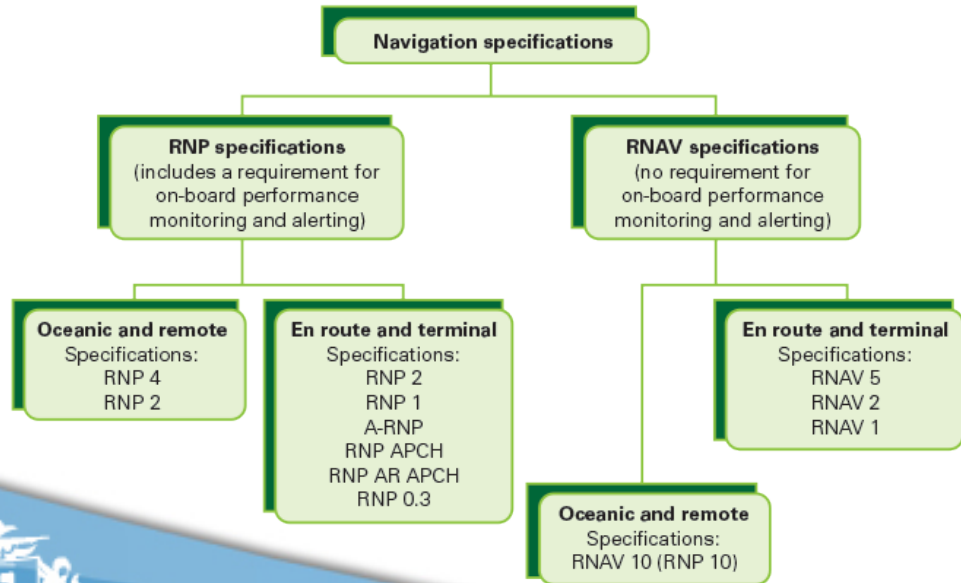 Navigation specifications
RNP specifications
(includes a requirement for
on-board performance
monitoring and alerting)
RNAV specifications
(no requirement for
on-board performance
monitoring and alerting)
Oceanic and remote
Specifications:
RNP 4
RNP 2
En route and terminal
Specifications:
RNP 2
RNP 1
A-RNP
RNP APCH
RNP AR APCH
RNP 0.3
Oceanic and remote
Specifications:
RNAV 10 (RNP 10)
En route and terminal
Specifications:
RNAV 5
RNAV 2
RNAV 1